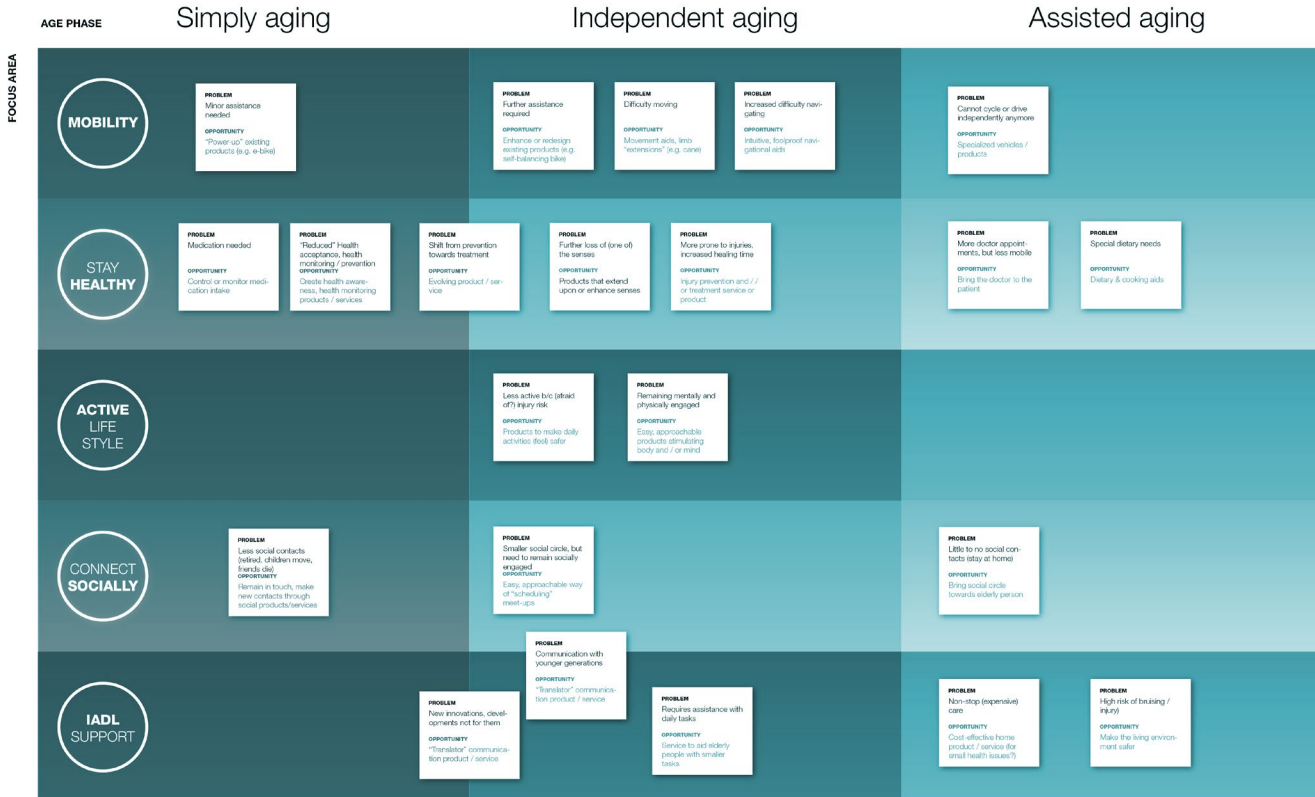 AGE PHASE
Simply aging
Independent aging
Assisted aging
FOCUS AREA
MOBILITY
PROBLEM
Minor assistance
needed
OPPORTUNITY
"Power-up" existing
products (e.g. e-bike)
PROBLEM
Further assistance
required
OPPORTUNITY
Enhance or redesign
existing products (e.g.
self-balancing bike)
PROBLEM
Difficulty moving
OPPORTUNITY
Movement aids, limb
"extensions" (e.g. cane)
PROBLEM
Increased difficulty navi-
gating
OPPORTUNITY
Intuitive, foolproof navi-
gational aids
PROBLEM
Cannot cycle or drive
independently anymore
OPPORTUNITY
Specialized vehicles /
products
STAY
HEALTHY
PROBLEM
Medication needed
OPPORTUNITY
Control or monitor medi-
cation intake
PROBLEM
"Reduced" Health
acceptance, health
monitoring / prevention
OPPORTUNITY
Create health aware-
ness, health monitoring
products / services
PROBLEM
Shift from prevention
towards treatment
OPPORTUNITY
Evolving product / ser-
vice
PROBLEM
Further loss of (one of)
the senses
OPPORTUNITY
Products that extend
upon or enhance senses
PROBLEM
More prone to injuries,
increased healing time
OPPORTUNITY
Injury prevention and / /
or treatment service or
product
PROBLEM
More doctor appoint-
ments, but less mobile
OPPORTUNITY
Bring the doctor to the
patient
PROBLEM
Special dietary needs
OPPORTUNITY
Dietary & cooking aids
ACTIVE
LIFE
STYLE
PROBLEM
Less active b/c (afraid
of?) injury risk
OPPORTUNITY
Products to make daily
activities (feel) safer
PROBLEM
Remaining mentally and
physically engaged
OPPORTUNITY
Easy, approachable
products stimulating
body and / or mind
CONNECT
SOCIALLY
PROBLEM
Less social contacts
(retired, children move,
friends die)
OPPORTUNITY
Remain in touch, make
new contacts through
social products/services
PROBLEM
Smaller social circle, but
need to remain socially
engaged
OPPORTUNITY
Easy, approachable way
of "scheduling"
meet-ups
PROBLEM
Little to no social con-
tacts (stay at home)
OPPORTUNITY
Bring social circle
towards elderly person
PROBLEM
Communication with
younger generations
OPPORTUNITY
"Translator" communica-
tion product / service
IADL
SUPPORT
PROBLEM
New innovations, devel-
opments not for them
OPPORTUNITY
"Translator" communica-
tion product / service
PROBLEM
Requires assistance with
daily tasks
OPPORTUNITY
Service to aid elderly
people with smaller
tasks
PROBLEM
Non-stop (expensive)
care
OPPORTUNITY
Cost-effective home
product / service (for
small health issues?)
PROBLEM
High risk of bruising /
injury)
OPPORTUNITY
Make the living environ-
ment safer